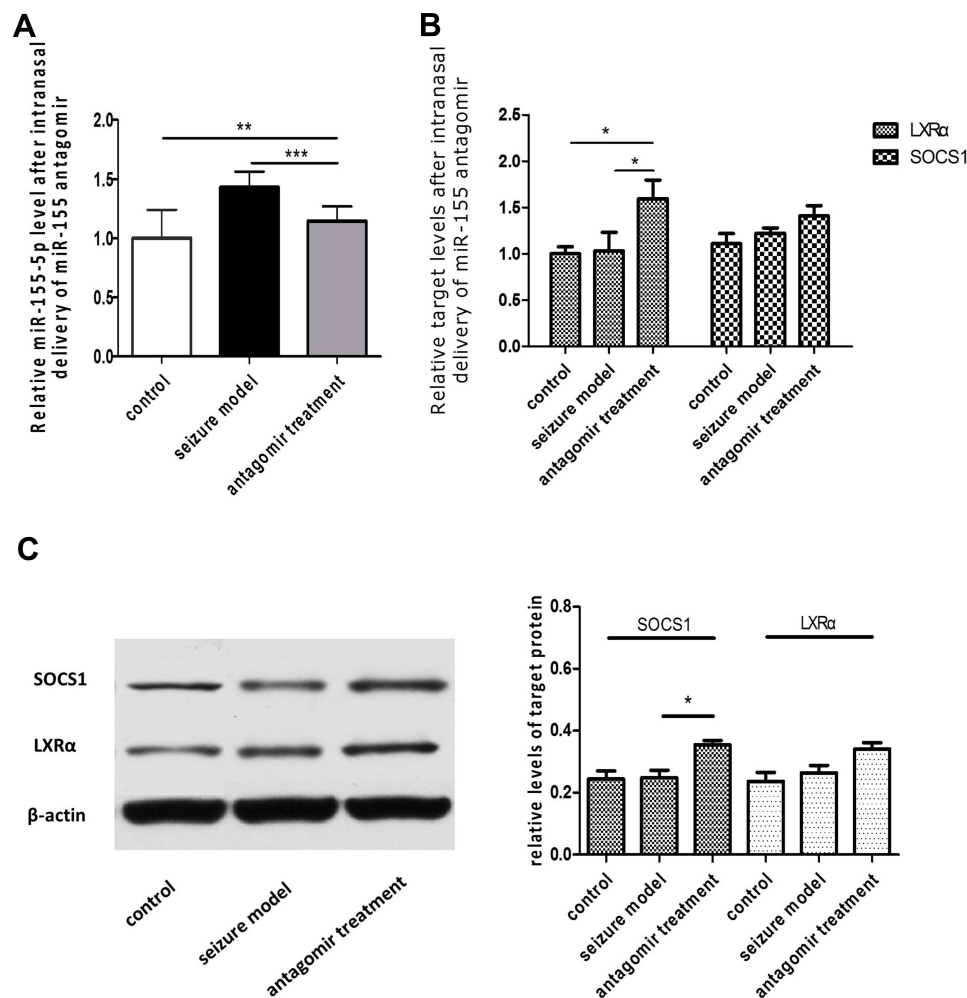 A
Relative miR-155-5p level after intranasal
delivery of miR-155 antagomir
2.0
1.5
1.0
0.5
0.0
**
***
control
seizure model
antagomir treatment
B
Relative target levels after intranasal
delivery of miR-155 antagomir
2.5
2.0
1.5
1.0
0.5
0.0
*
*
control
seizure model
antagomir treatment
control
seizure model
antagomir treatment
LXRα
SOCS1
C
SOCS1
LXRα
β-actin
control
seizure model
antagomir treatment
relative levels of target protein
0.8
0.6
0.4
0.2
0.0
SOCS1
LXRα
*
control
seizure model
antagomir treatment
control
seizure model
antagomir treatment